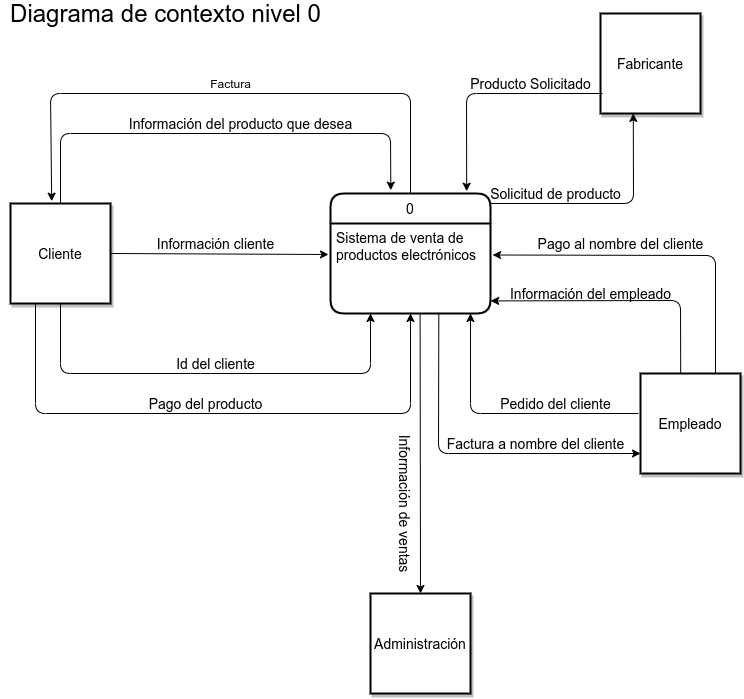 Diagrama de contexto nivel 0
Fabricante
Factura
Producto Solicitado
Información del producto que desea
Solicitud de producto
0
Sistema de venta de
productos electrónicos
Cliente
Información cliente
Pago al nombre del cliente
Información del empleado
Id del cliente
Pago del producto
Pedido del cliente
Empleado
Factura a nombre del cliente
Información de ventas
Administración